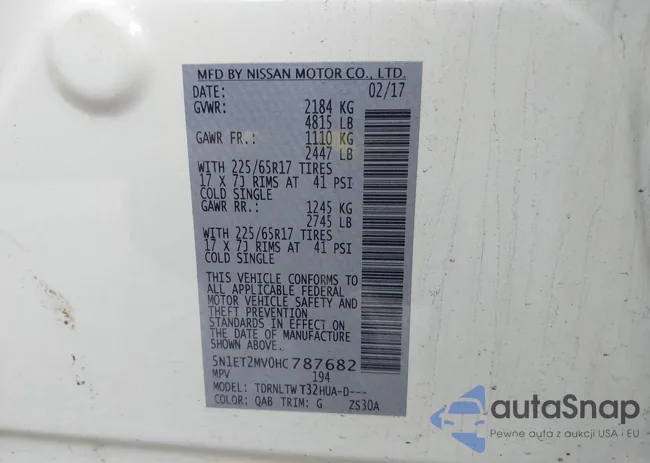 MFD BY NISSAN MOTOR CO., LTD.
DATE: 02/17
GVWR: 2184 KG
4815 LB
GAWR FR.: 1110 KG
2447 LB
WITH 225/65R17 TIRES
17 X 7J RIMS AT 41 PSI
COLD SINGLE
GAWR RR.: 1245 KG
2745 LB
WITH 225/65R17 TIRES
17 X 7J RIMS AT 41 PSI
COLD SINGLE
THIS VEHICLE CONFORMS TO
ALL APPLICABLE FEDERAL
MOTOR VEHICLE SAFETY AND
THEFT PREVENTION
STANDARDS IN EFFECT ON
THE DATE OF MANUFACTURE
SHOWN ABOVE.
5N1ET2MV0HC787682
MPV 194
MODEL: TDRNLTW T32HUA-D---
COLOR: QAB TRIM: G ZS30A
autoSnap
Pewne auta z aukcji USA i EU